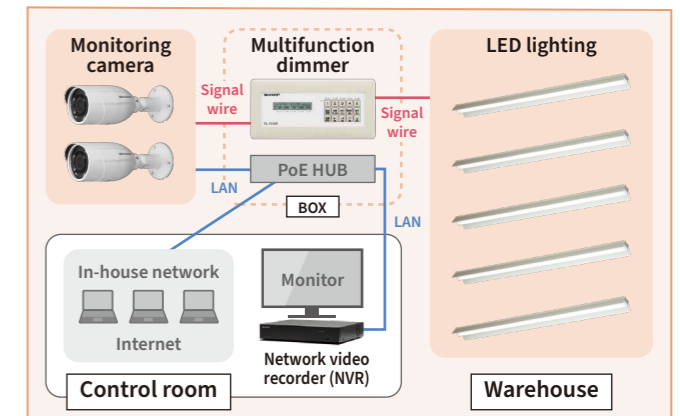 Monitoring
camera
Multifunction
dimmer
LED lighting
Signal
wire
Signal
wire
PoE HUB
LAN
BOX
LAN
In-house network
Internet
Monitor
Network video
recorder (NVR)
Control room
Warehouse